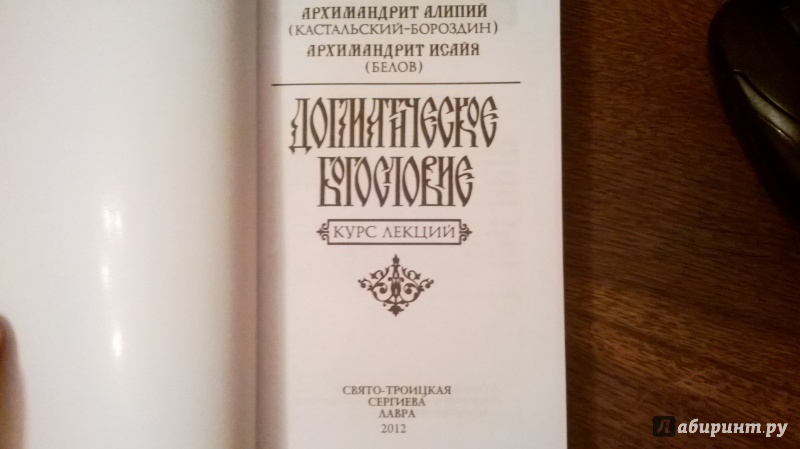 АРХИМАНДРИТ АЛИПИЙ
(КАСТАЛЬСКИЙ-БОРОЗДИН)
АРХИМАНДРИТ ИСАЙЯ
(БЕЛОВ)
ДОГМАТИЧЕСКОЕ
БОГОСЛОВИЕ
КУРС ЛЕКЦИЙ
СВЯТО-ТРОИЦКАЯ
СЕРГИЕВА
ЛАВРА
2012
Лабиринт.ру